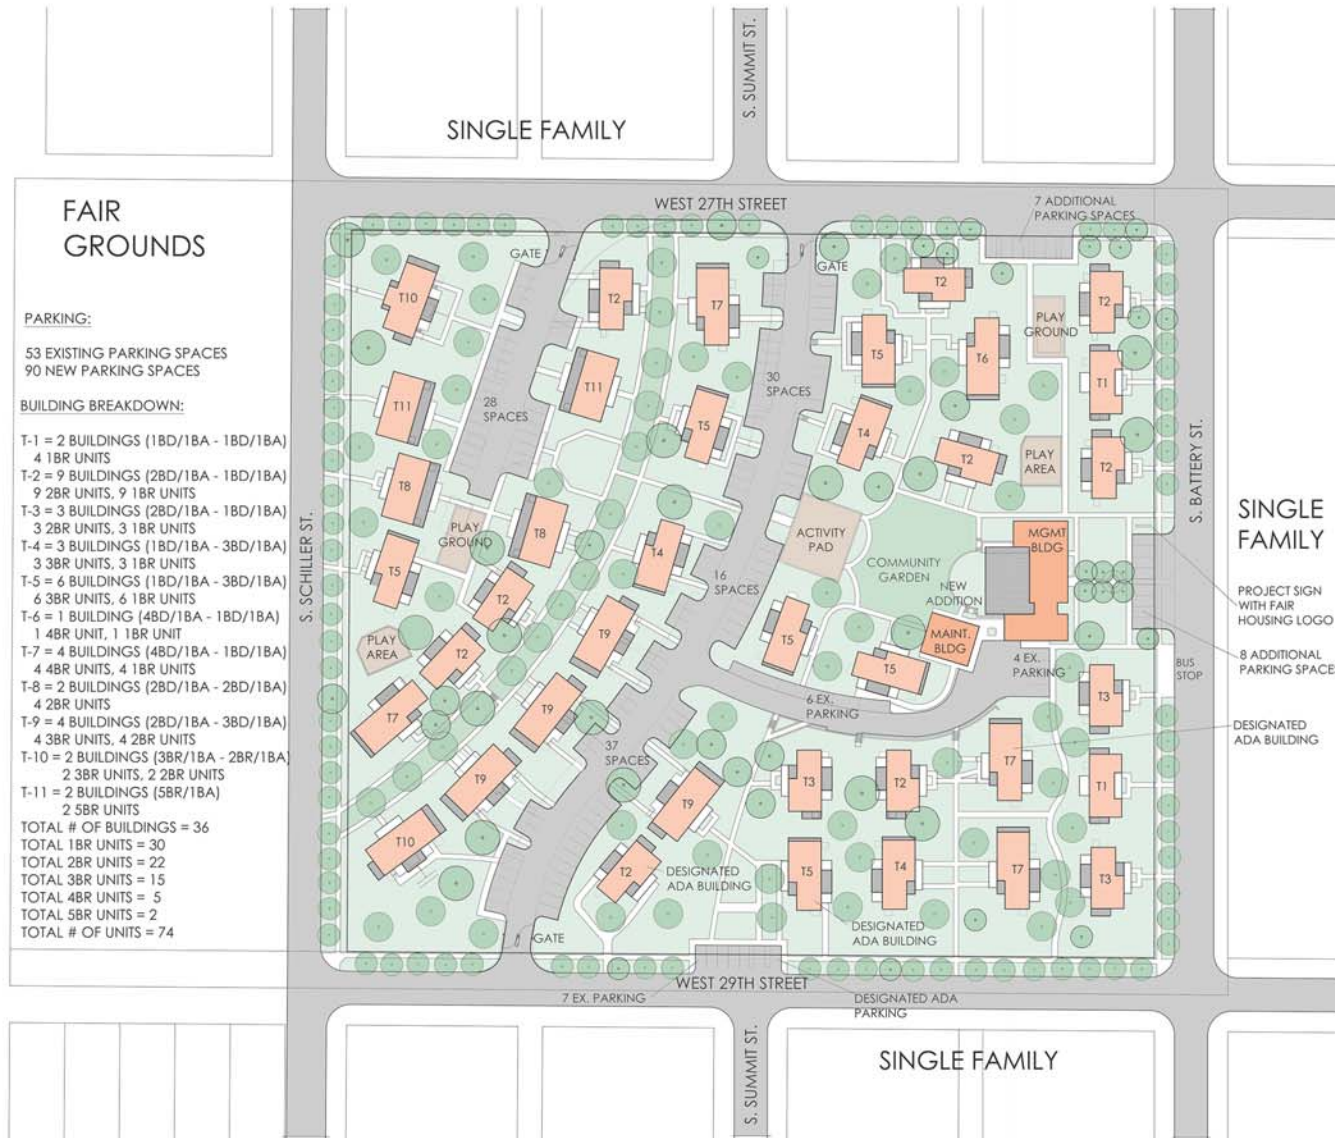 S. SUMMIT ST.
SINGLE FAMILY
FAIR
GROUNDS
PARKING:
53 EXISTING PARKING SPACES
90 NEW PARKING SPACES
BUILDING BREAKDOWN:
T-1 = 2 BUILDINGS (1BD/1BA - 1BD/1BA)
4 1BR UNITS
T-2 = 9 BUILDINGS (2BD/1BA - 1BD/1BA)
9 2BR UNITS, 9 1BR UNITS
T-3 = 3 BUILDINGS (2BD/1BA - 1BD/1BA)
3 2BR UNITS, 3 1BR UNITS
T-4 = 3 BUILDINGS (1BD/1BA - 3BD/1BA)
3 3BR UNITS, 3 1BR UNITS
T-5 = 6 BUILDINGS (1BD/1BA - 3BD/1BA)
6 3BR UNITS, 6 1BR UNITS
T-6 = 1 BUILDING (4BD/1BA - 1BD/1BA)
1 4BR UNIT, 1 1BR UNIT
T-7 = 4 BUILDINGS (4BD/1BA - 1BD/1BA)
4 4BR UNITS, 4 1BR UNITS
T-8 = 2 BUILDINGS (2BD/1BA - 2BD/1BA)
4 2BR UNITS
T-9 = 4 BUILDINGS (2BD/1BA - 3BD/1BA)
4 3BR UNITS, 4 2BR UNITS
T-10 = 2 BUILDINGS (3BR/1BA - 2BR/1BA)
2 3BR UNITS, 2 2BR UNITS
T-11 = 2 BUILDINGS (5BR/1BA)
2 5BR UNITS
TOTAL # OF BUILDINGS = 36
TOTAL 1BR UNITS = 30
TOTAL 2BR UNITS = 22
TOTAL 3BR UNITS = 15
TOTAL 4BR UNITS = 5
TOTAL 5BR UNITS = 2
TOTAL # OF UNITS = 74
S. SCHILLER ST.
WEST 27TH STREET
7 ADDITIONAL
PARKING SPACES
GATE
GATE
T10
T2
T7
T2
T2
PLAY
GROUND
T5
T6
T1
T11
T11
30
SPACES
28
SPACES
T5
T4
T2
PLAY
AREA
T2
T8
PLAY
GROUND
T8
T4
ACTIVITY
PAD
COMMUNITY
GARDEN
MGMT
BLDG
NEW
ADDITION
16
SPACES
T5
T2
T9
T5
MAINT.
BLDG
PLAY
AREA
T2
T5
4 EX.
PARKING
T3
T7
T9
6 EX.
PARKING
37
SPACES
T9
T9
T3
T2
T7
T1
T10
T2
DESIGNATED
ADA BUILDING
T5
T4
T7
T3
DESIGNATED
ADA BUILDING
GATE
S. BATTERY ST.
SINGLE
FAMILY
PROJECT SIGN
WITH FAIR
HOUSING LOGO
8 ADDITIONAL
PARKING SPACES
BUS
STOP
DESIGNATED
ADA BUILDING
WEST 29TH STREET
7 EX. PARKING
DESIGNATED ADA
PARKING
S. SUMMIT ST.
SINGLE FAMILY